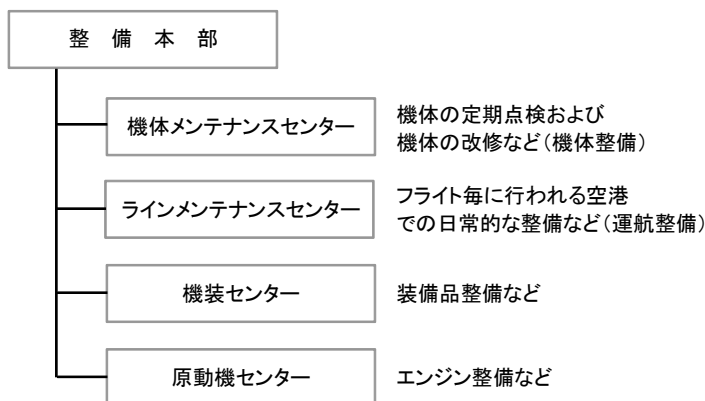 整 備 本 部
機体メンテナンスセンター
機体の定期点検および
機体の改修など（機体整備）
ラインメンテナンスセンター
フライト毎に行われる空港
での日常的な整備など（運航整備）
機装センター
装備品整備など
原動機センター
エンジン整備など